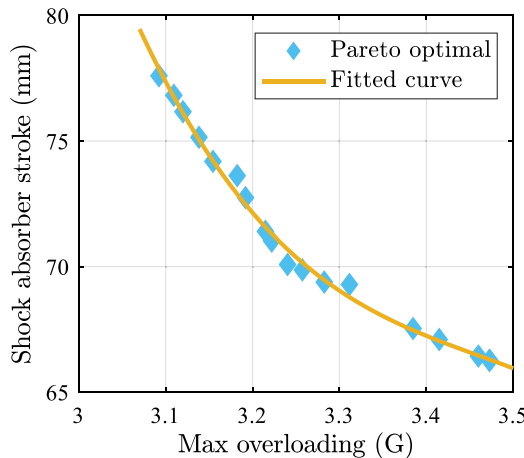 80
75
70
65
Shock absorber stroke (mm)
Pareto optimal
Fitted curve
3
3.1
3.2
3.3
3.4
3.5
Max overloading (G)